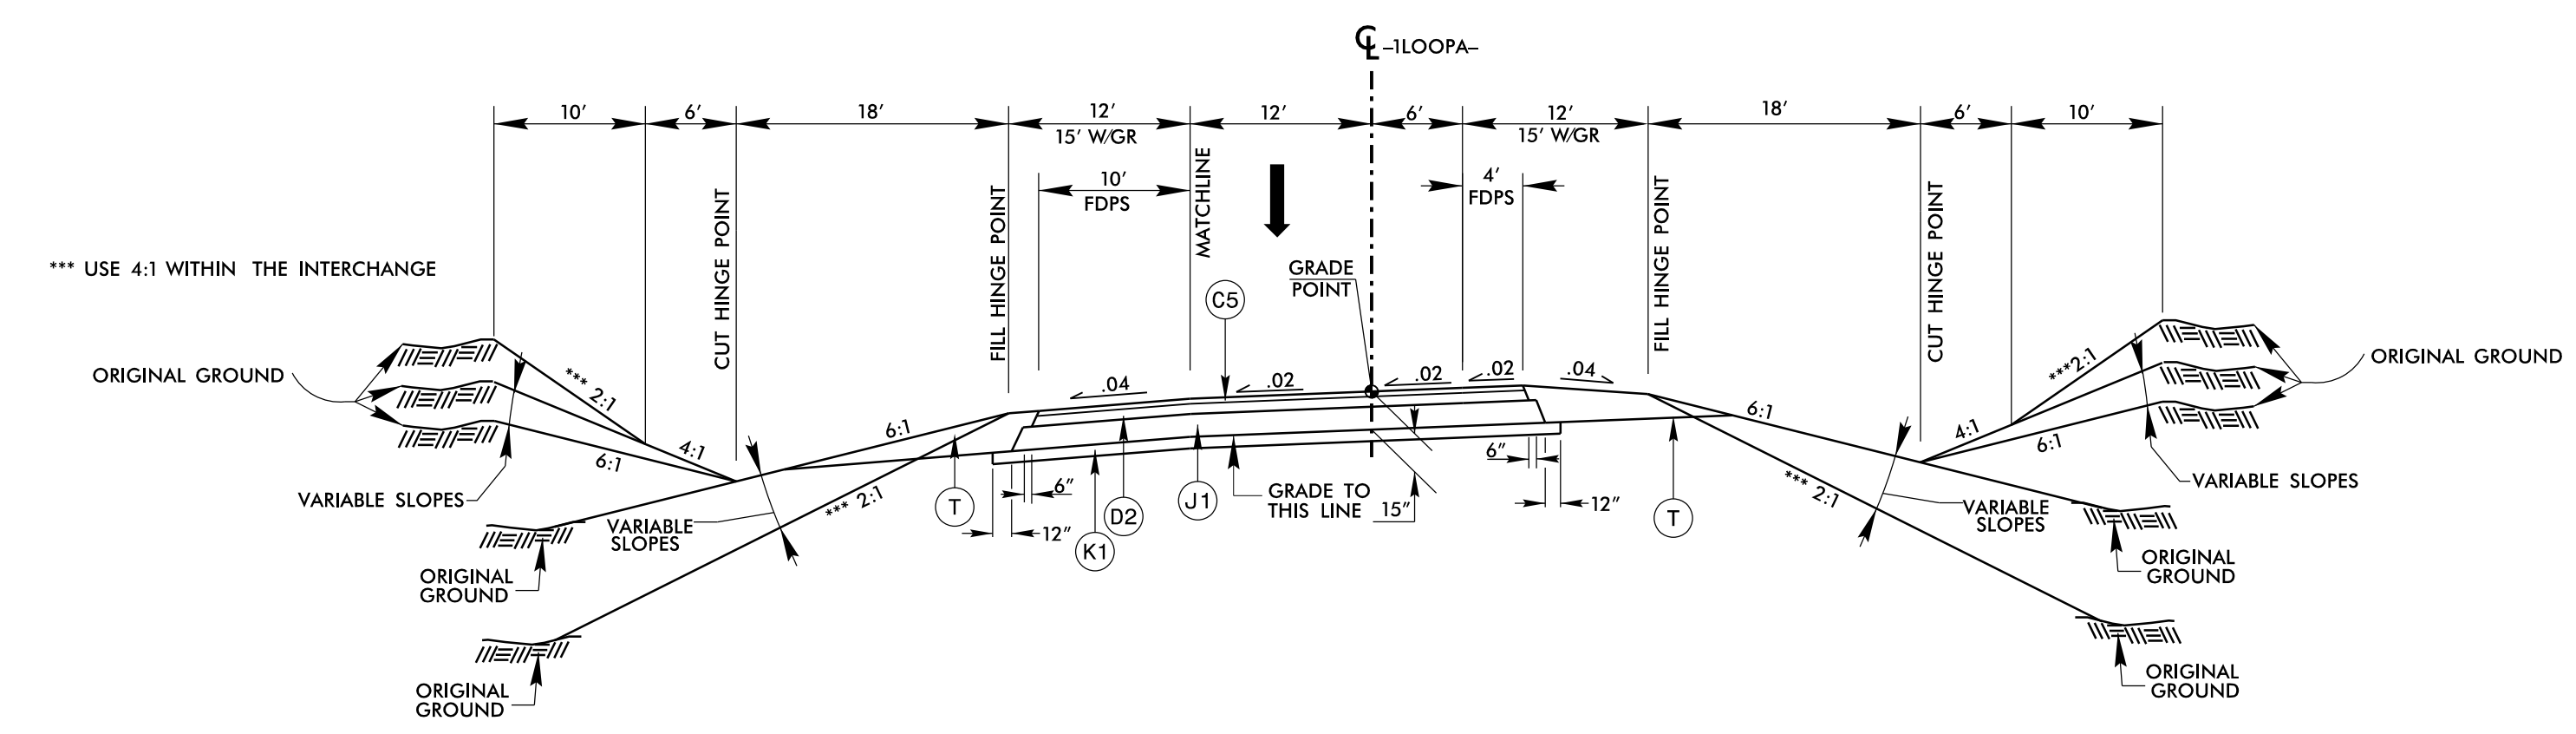 ℄ -1LOOPA-
10' 6' 18' 12' 12' 6' 12' 18' 6' 10'
15' W/GR 15' W/GR
10' 4'
FDPS FDPS
CUT HINGE POINT
FILL HINGE POINT
MATCHLINE
FILL HINGE POINT
CUT HINGE POINT
*** USE 4:1 WITHIN THE INTERCHANGE
GRADE
POINT
C5
ORIGINAL GROUND
*** 2:1
4:1
6:1
VARIABLE SLOPES
6:1
.04 .02 .02 .02 .04
6:1
***2:1
4:1
6:1
ORIGINAL GROUND
VARIABLE SLOPES
VARIABLE
SLOPES
*** 2:1
T
6"
12"
K1
D2
J1
GRADE TO
THIS LINE
15"
6"
12"
T
*** 2:1
VARIABLE
SLOPES
ORIGINAL
GROUND
ORIGINAL
GROUND
ORIGINAL
GROUND
ORIGINAL
GROUND